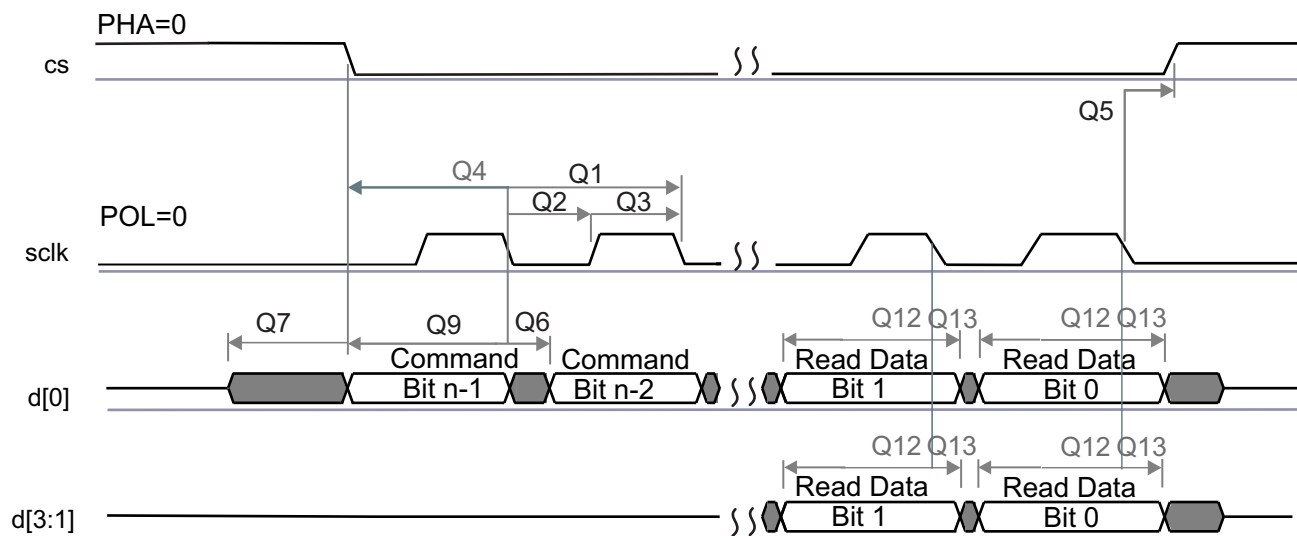 PHA=0
cs
Q5
Q4 Q1
Q2 Q3
POL=0
sclk
Q7 Q9 Q6 Q12 Q13 Q12 Q13
Command Command Read Data Read Data
d[0] Bit n-1 Bit n-2 Bit 1 Bit 0
Q12 Q13 Q12 Q13
Read Data Read Data
d[3:1] Bit 1 Bit 0